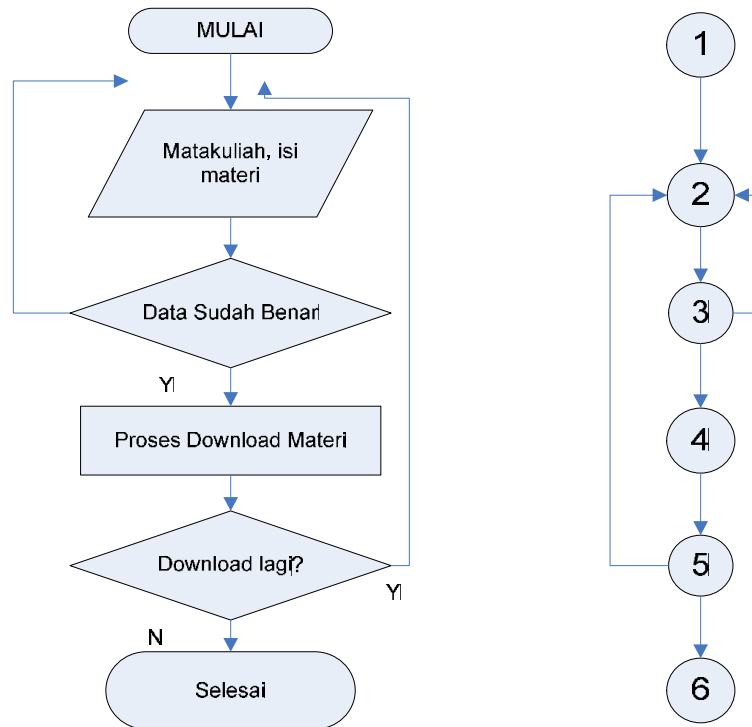 MULAI
Matakuliah, isi
materi
Data Sudah Benar
Y
Proses Download Materi
Download lagi?
Y
N
Selesai
1
2
3
4
5
6